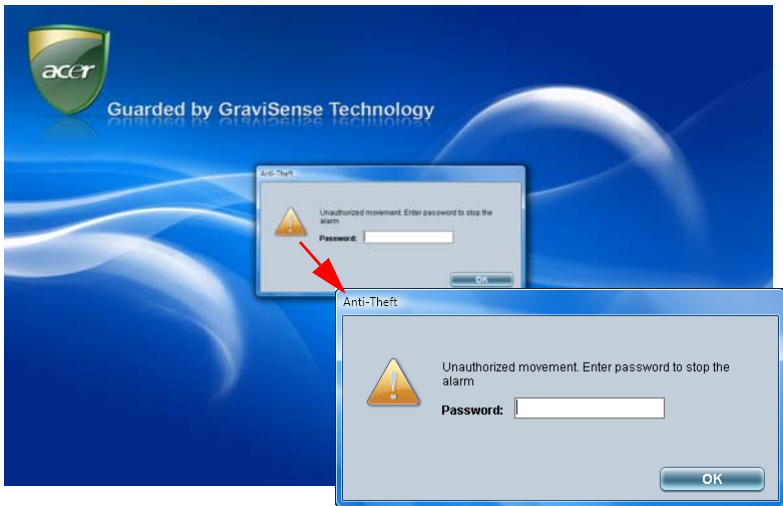 acer
Guarded by GraviSense Technology
Anti-Theft
Unauthorized movement. Enter password to stop the
alarm
Password:
OK
Anti-Theft
Unauthorized movement. Enter password to stop the
alarm
Password:
OK